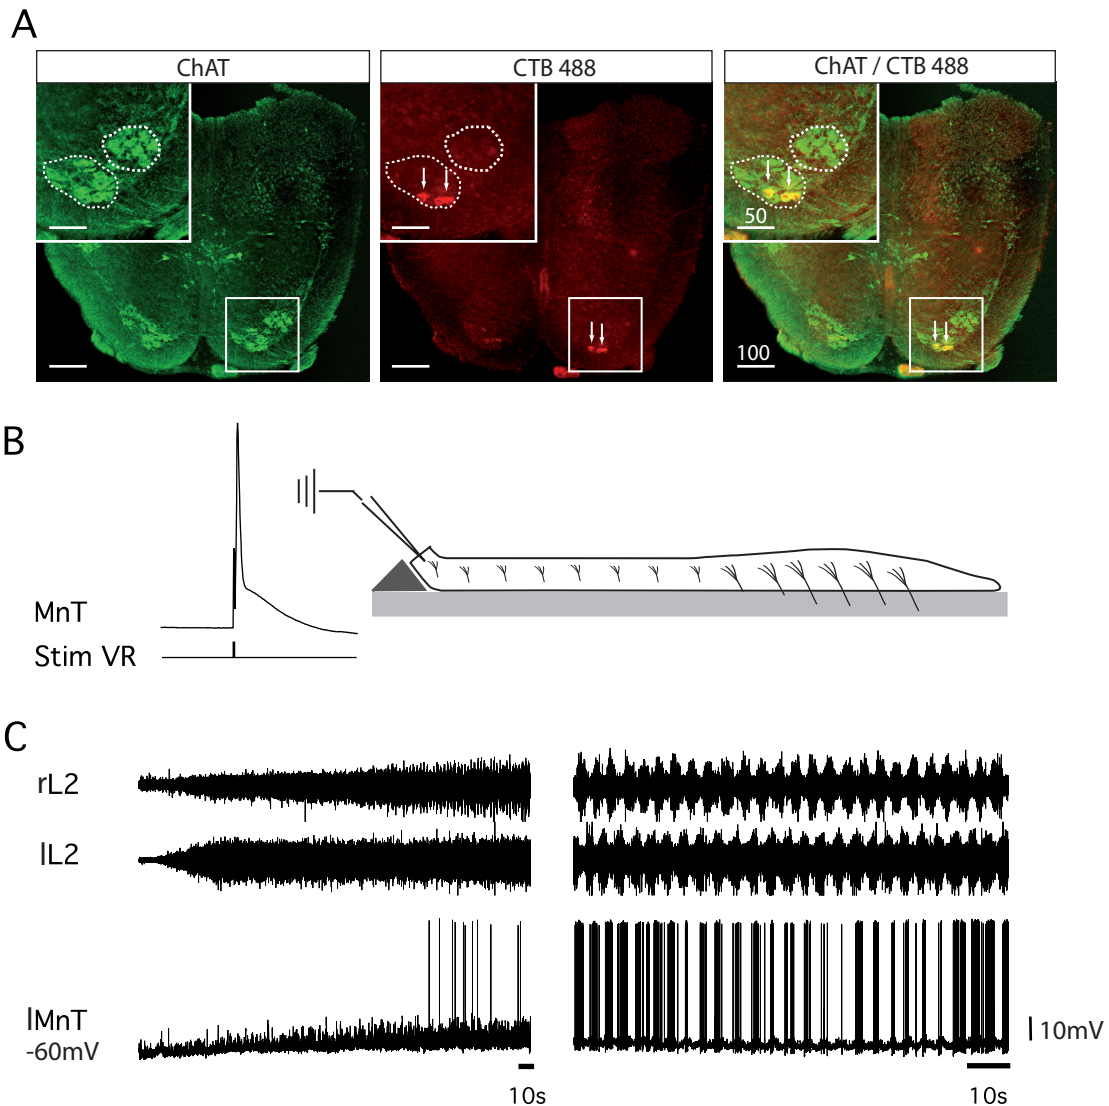 A
ChAT
CTB 488
ChAT / CTB 488
50
100
B
MnT
Stim VR
C
rL2
lL2
lMnT
-60mV
10mV
10s
10s